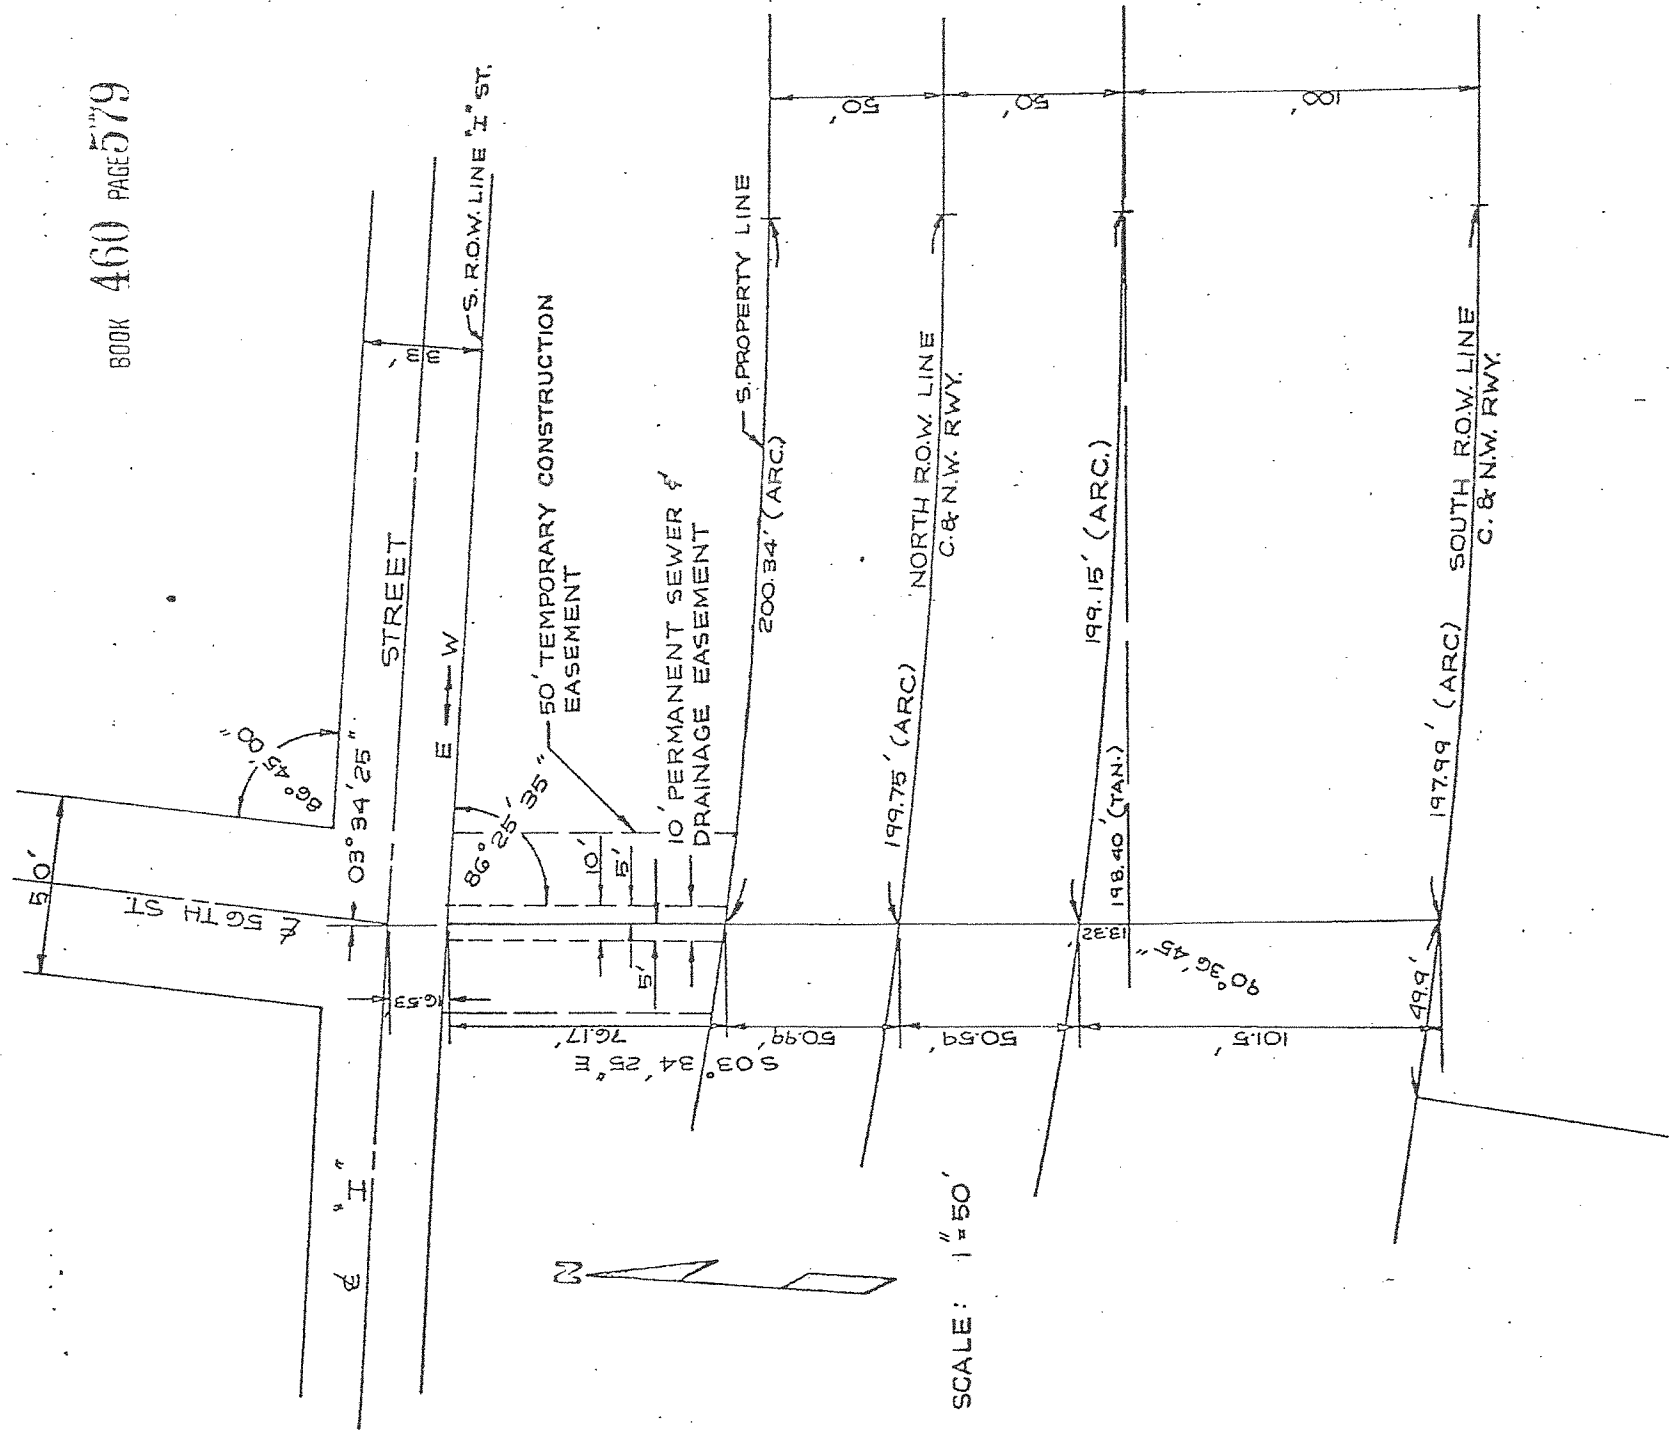 BOOK 460 PAGE 579
50'
℄ 56TH ST.
86° 45' 00"
03° 34' 25"
STREET
33'
S. R.O.W. LINE "I" ST.
E W
86° 25' 35"
50' TEMPORARY CONSTRUCTION
EASEMENT
10' PERMANENT SEWER &
DRAINAGE EASEMENT
10'
5'
5'
16.53
76.17'
S 03° 34' 25" E
S. PROPERTY LINE
200.34' (ARC.)
50'
50.99'
NORTH R.O.W. LINE
C. & N.W. RWY.
199.75' (ARC)
50'
50.59'
199.15' (ARC.)
198.40' (TAN.)
13.32'
90° 36' 45"
100'
101.5'
SOUTH R.O.W. LINE
C. & N.W. RWY.
197.99' (ARC)
49.9'
℄ "I"
N
SCALE: 1" = 50'